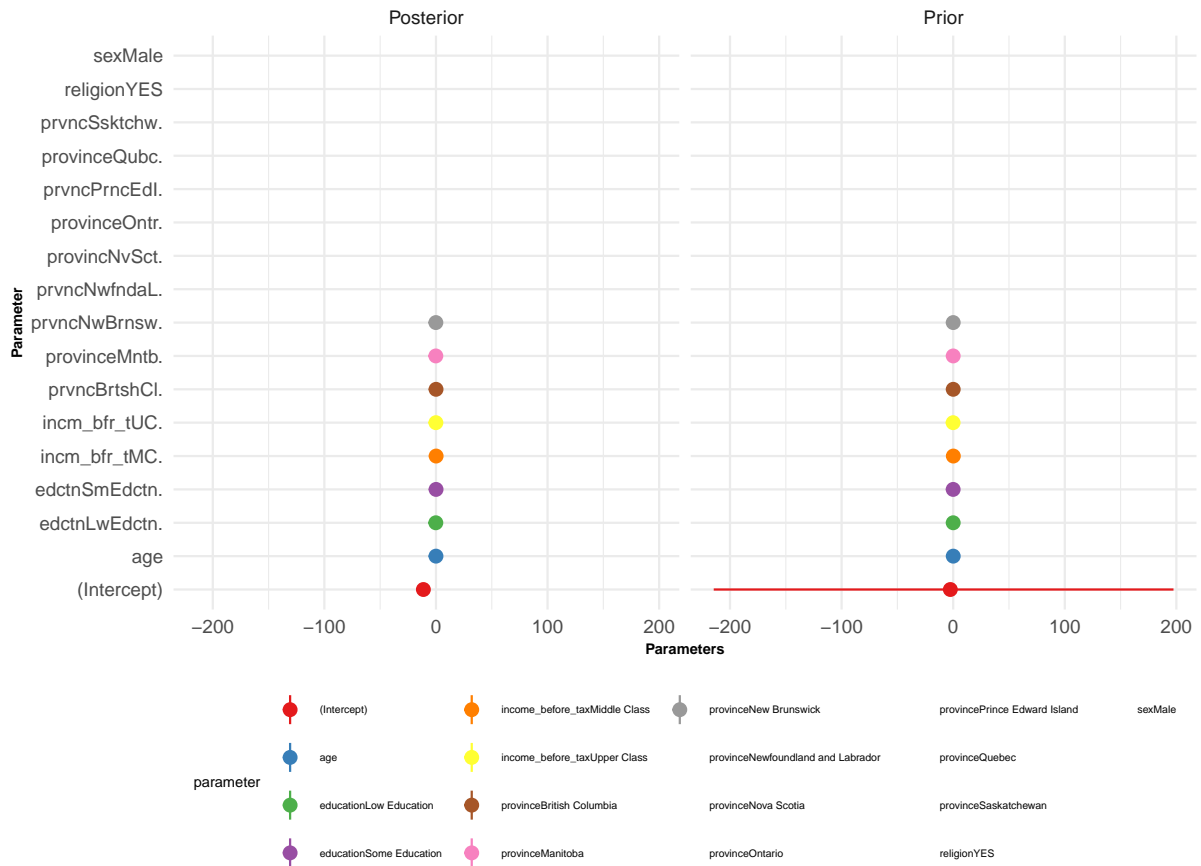 Posterior Prior
sexMale
religionYES
prvncSsktchw.
provinceQubc.
prvncPrncEdI.
provinceOntr.
provincNvSct.
prvncNwfndaL.
prvncNwBrnsw.
provinceMntb.
prvncBrtshCl.
incm_bfr_tUC.
incm_bfr_tMC.
edctnSmEdctn.
edctnLwEdctn.
age
(Intercept)
Parameter
−200 −100 0 100 200 −200 −100 0 100 200
Parameters
parameter
(Intercept) income_before_taxMiddle Class provinceNew Brunswick provincePrince Edward Island sexMale
age income_before_taxUpper Class provinceNewfoundland and Labrador provinceQuebec
educationLow Education provinceBritish Columbia provinceNova Scotia provinceSaskatchewan
educationSome Education provinceManitoba provinceOntario religionYES